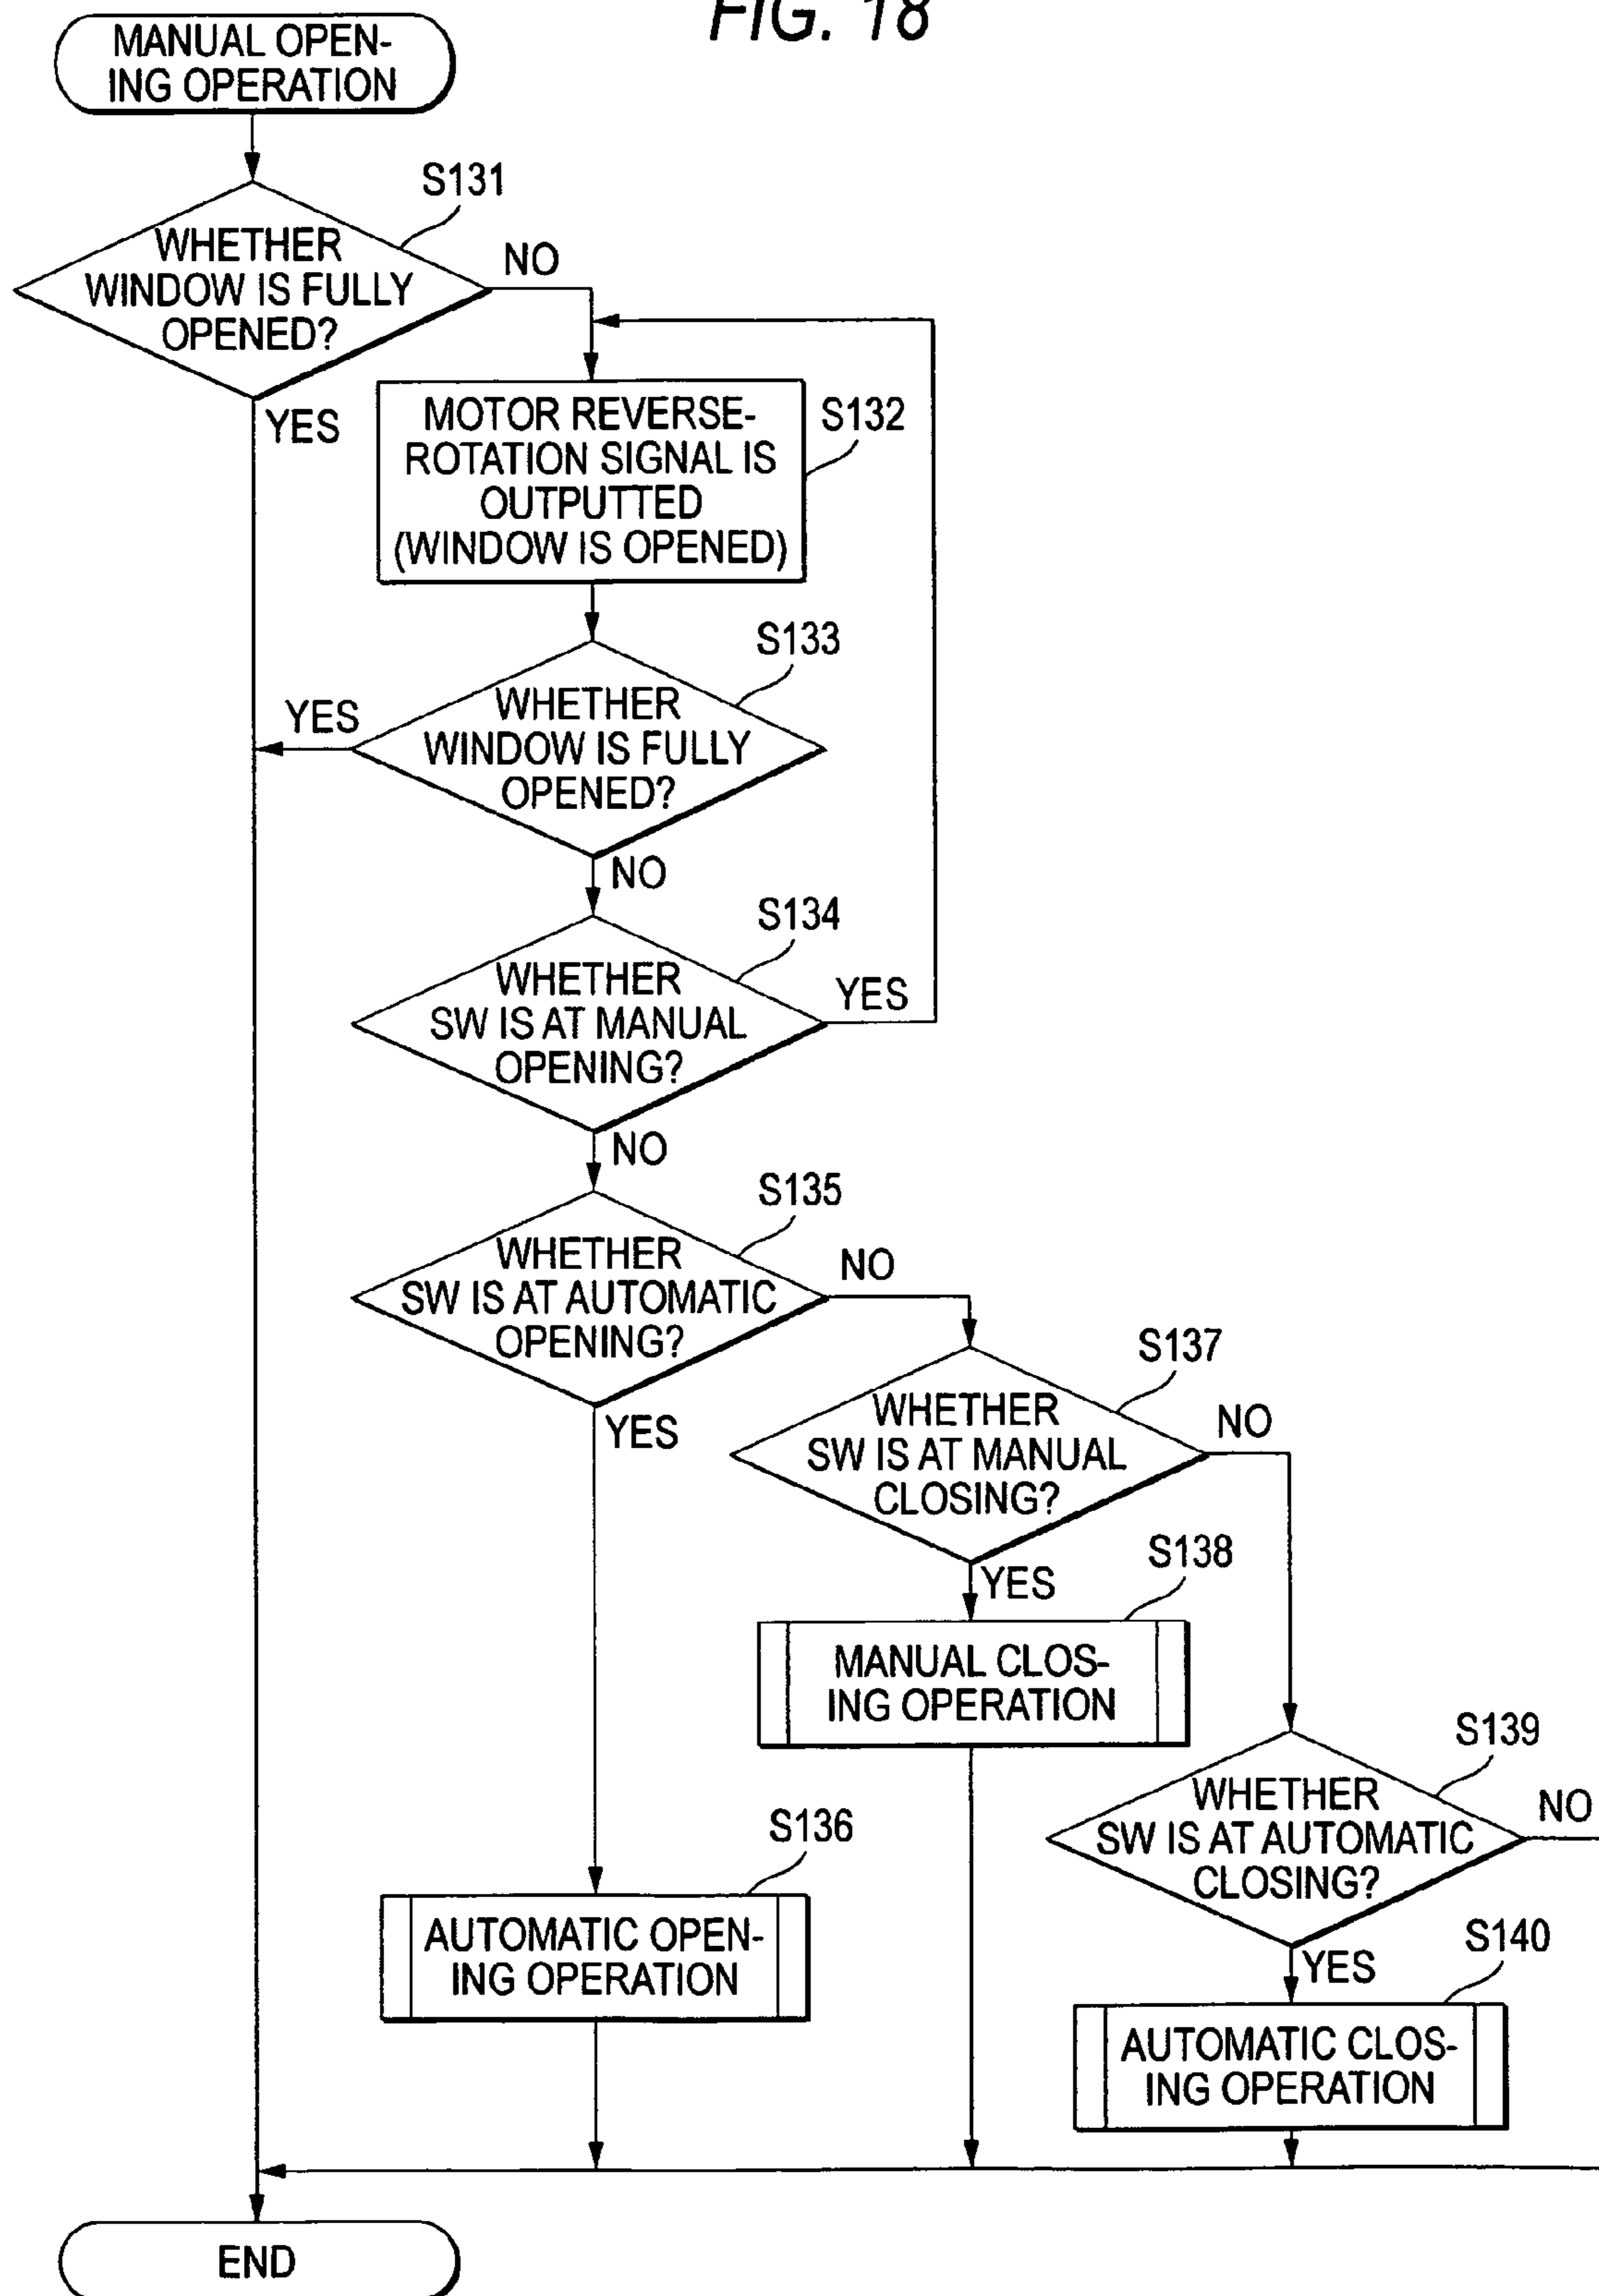 FIG. 18
MANUAL OPEN-
ING OPERATION
S131
WHETHER
WINDOW IS FULLY
OPENED?
NO
YES
MOTOR REVERSE-
ROTATION SIGNAL IS
OUTPUTTED
(WINDOW IS OPENED)
S132
S133
WHETHER
WINDOW IS FULLY
OPENED?
YES
NO
S134
WHETHER
SW IS AT MANUAL
OPENING?
YES
NO
S135
WHETHER
SW IS AT AUTOMATIC
OPENING?
NO
YES
S137
WHETHER
SW IS AT MANUAL
CLOSING?
NO
YES
S138
MANUAL CLOS-
ING OPERATION
S139
WHETHER
SW IS AT AUTOMATIC
CLOSING?
NO
YES
S136
AUTOMATIC OPEN-
ING OPERATION
S140
AUTOMATIC CLOS-
ING OPERATION
END